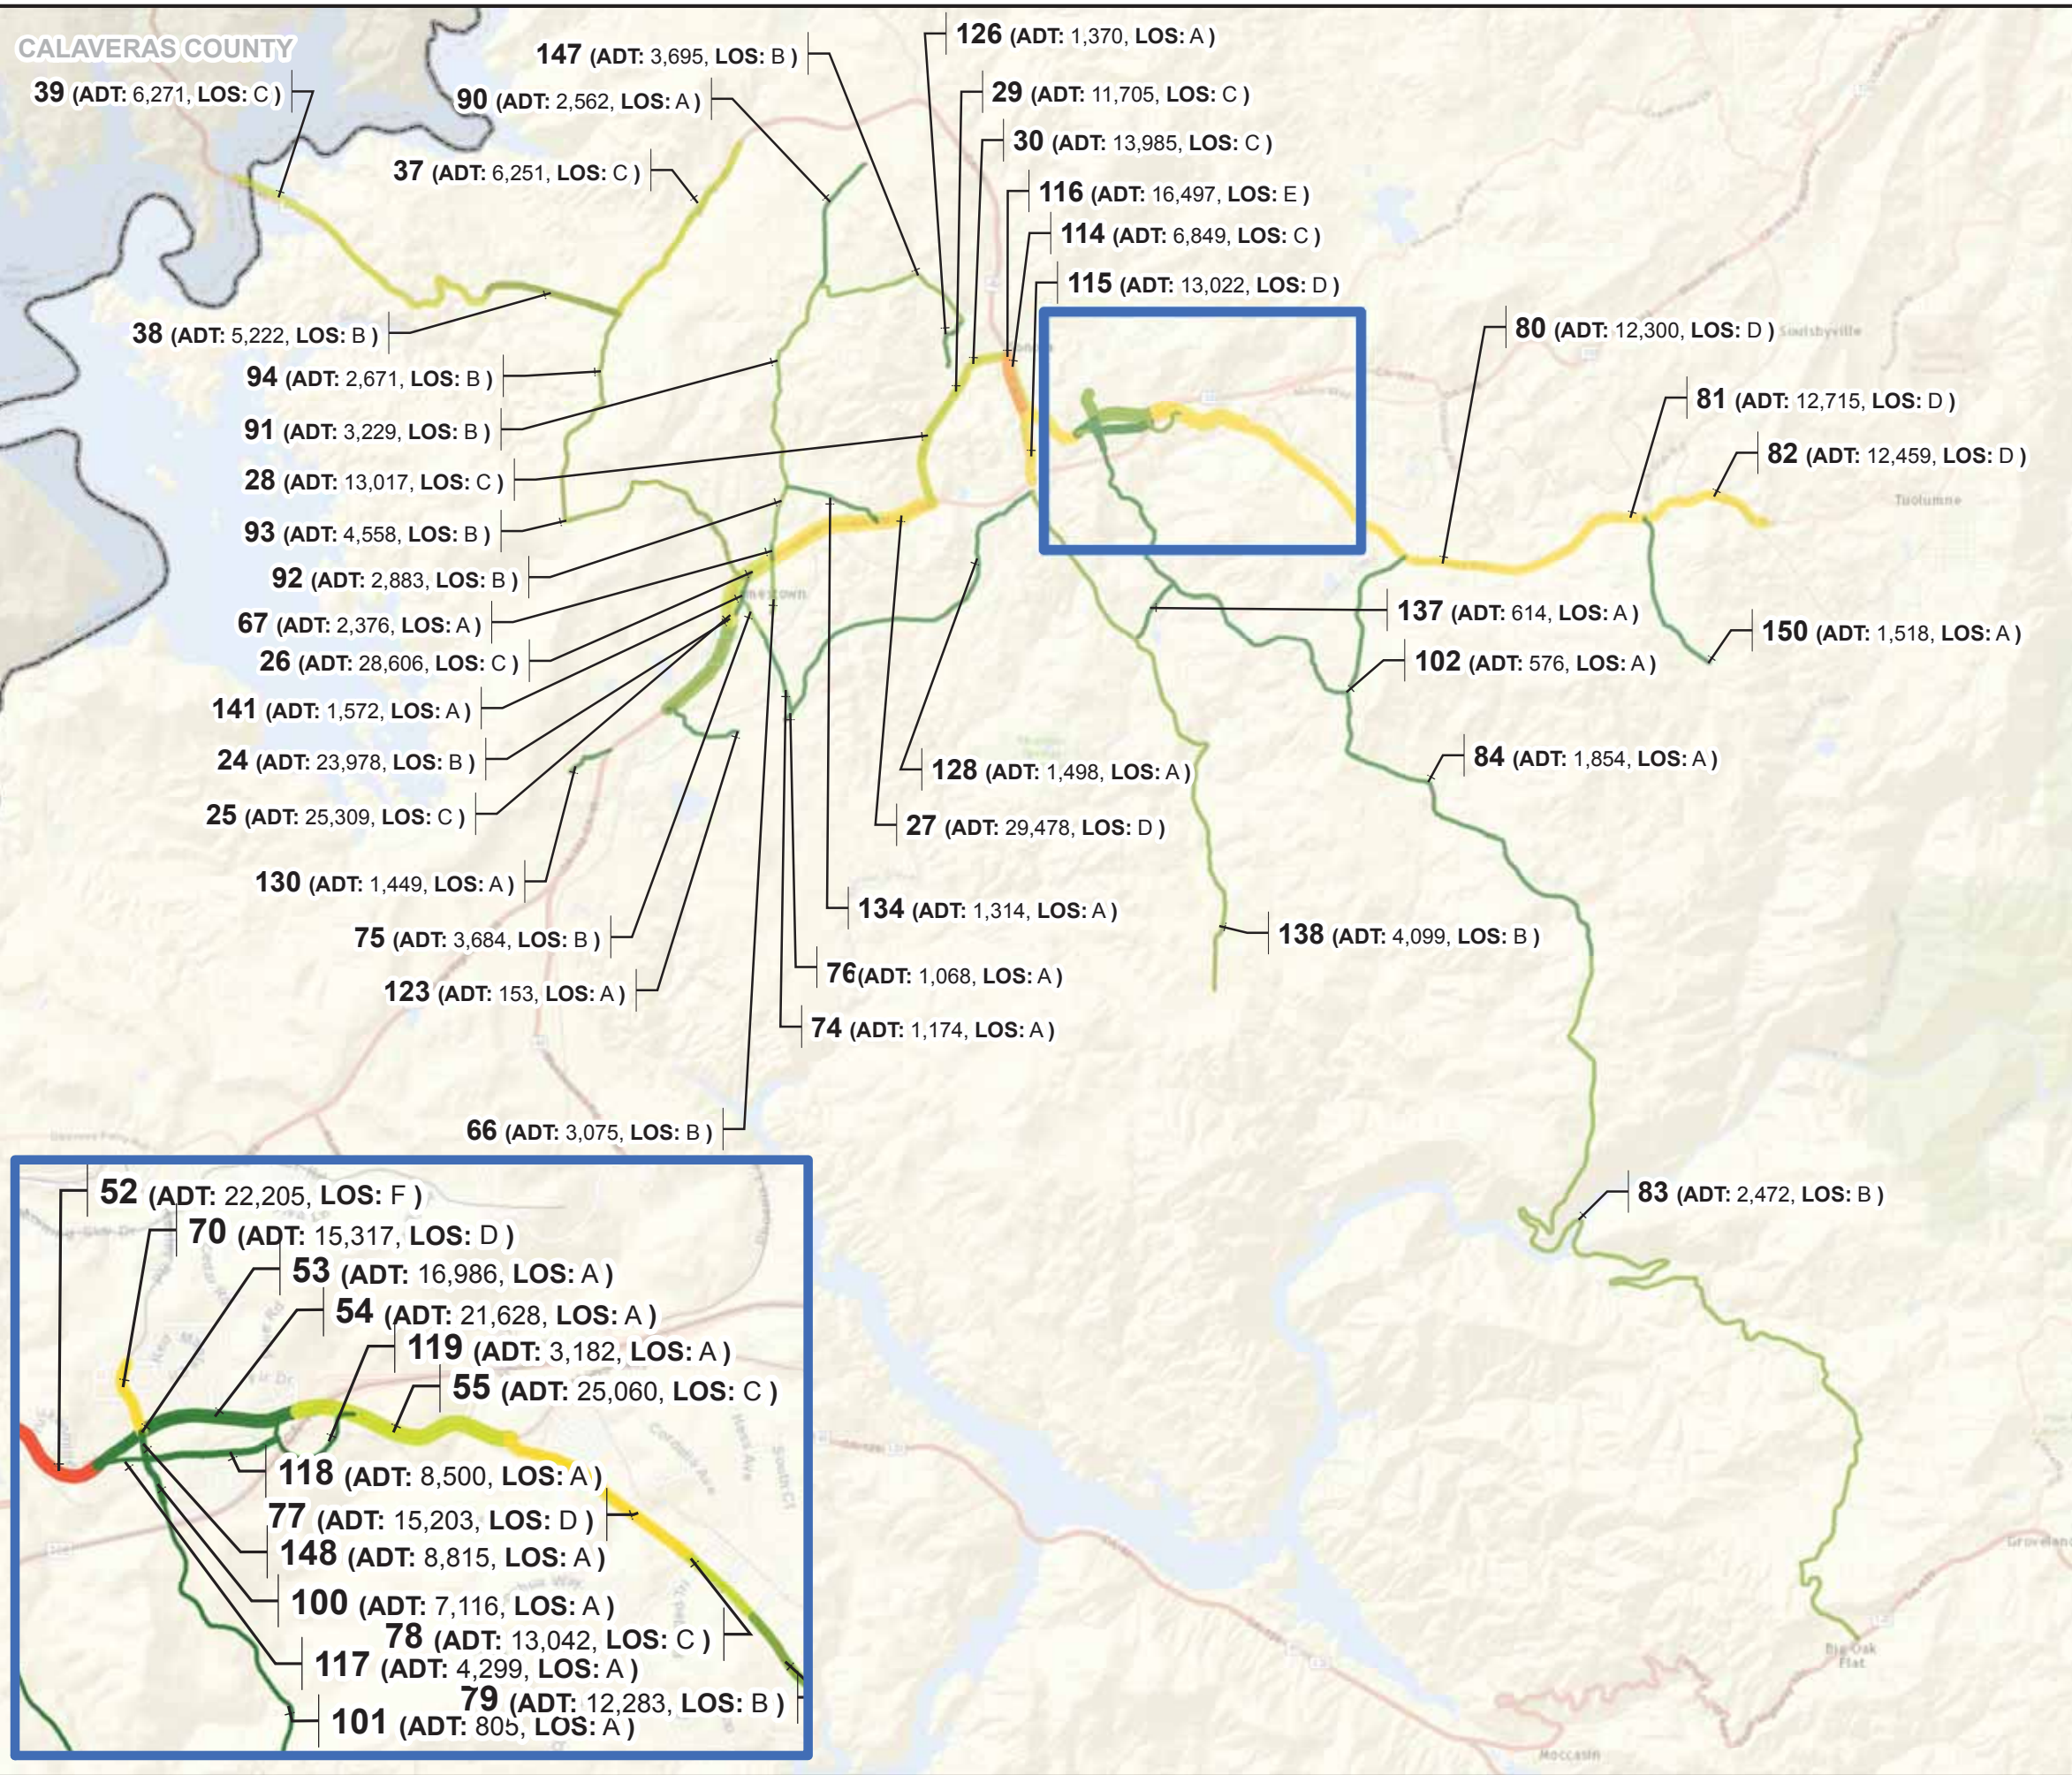 CALAVERAS COUNTY
126 (ADT: 1,370, LOS: A )
147 (ADT: 3,695, LOS: B )
39 (ADT: 6,271, LOS: C )
90 (ADT: 2,562, LOS: A )
29 (ADT: 11,705, LOS: C )
30 (ADT: 13,985, LOS: C )
37 (ADT: 6,251, LOS: C )
116 (ADT: 16,497, LOS: E )
114 (ADT: 6,849, LOS: C )
115 (ADT: 13,022, LOS: D )
38 (ADT: 5,222, LOS: B )
80 (ADT: 12,300, LOS: D )
Soulsbyville
94 (ADT: 2,671, LOS: B )
81 (ADT: 12,715, LOS: D )
91 (ADT: 3,229, LOS: B )
82 (ADT: 12,459, LOS: D )
28 (ADT: 13,017, LOS: C )
Tuolumne
93 (ADT: 4,558, LOS: B )
92 (ADT: 2,883, LOS: B )
67 (ADT: 2,376, LOS: A )
137 (ADT: 614, LOS: A )
150 (ADT: 1,518, LOS: A )
26 (ADT: 28,606, LOS: C )
102 (ADT: 576, LOS: A )
141 (ADT: 1,572, LOS: A )
24 (ADT: 23,978, LOS: B )
84 (ADT: 1,854, LOS: A )
128 (ADT: 1,498, LOS: A )
25 (ADT: 25,309, LOS: C )
27 (ADT: 29,478, LOS: D )
130 (ADT: 1,449, LOS: A )
134 (ADT: 1,314, LOS: A )
75 (ADT: 3,684, LOS: B )
138 (ADT: 4,099, LOS: B )
76 (ADT: 1,068, LOS: A )
123 (ADT: 153, LOS: A )
74 (ADT: 1,174, LOS: A )
66 (ADT: 3,075, LOS: B )
83 (ADT: 2,472, LOS: B )
52 (ADT: 22,205, LOS: F )
70 (ADT: 15,317, LOS: D )
53 (ADT: 16,986, LOS: A )
54 (ADT: 21,628, LOS: A )
119 (ADT: 3,182, LOS: A )
55 (ADT: 25,060, LOS: C )
Hess Ave
South Ct
118 (ADT: 8,500, LOS: A )
77 (ADT: 15,203, LOS: D )
148 (ADT: 8,815, LOS: A )
100 (ADT: 7,116, LOS: A )
78 (ADT: 13,042, LOS: C )
117 (ADT: 4,299, LOS: A )
79 (ADT: 12,283, LOS: B )
101 (ADT: 805, LOS: A )
Groveland
Big Oak
Flat
Moccasin